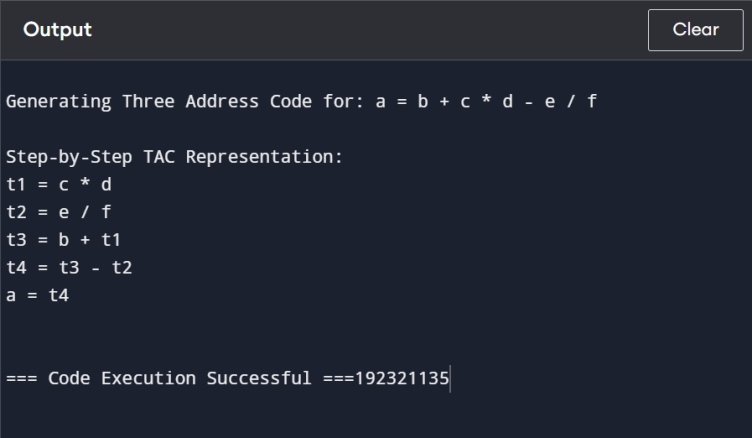 Output
Clear
Generating Three Address Code for: a = b + c * d - e / f
Step-by-Step TAC Representation:
t1 = c * d
t2 = e / f
t3 = b + t1
t4 = t3 - t2
a = t4
=== Code Execution Successful ===192321135